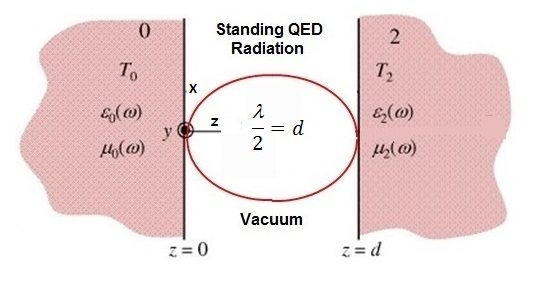 0
Standing QED
Radiation
2
T₀
T₂
x
ε₀(ω)
y
z
λ/2 = d
ε₂(ω)
μ₀(ω)
μ₂(ω)
Vacuum
z = 0
z = d